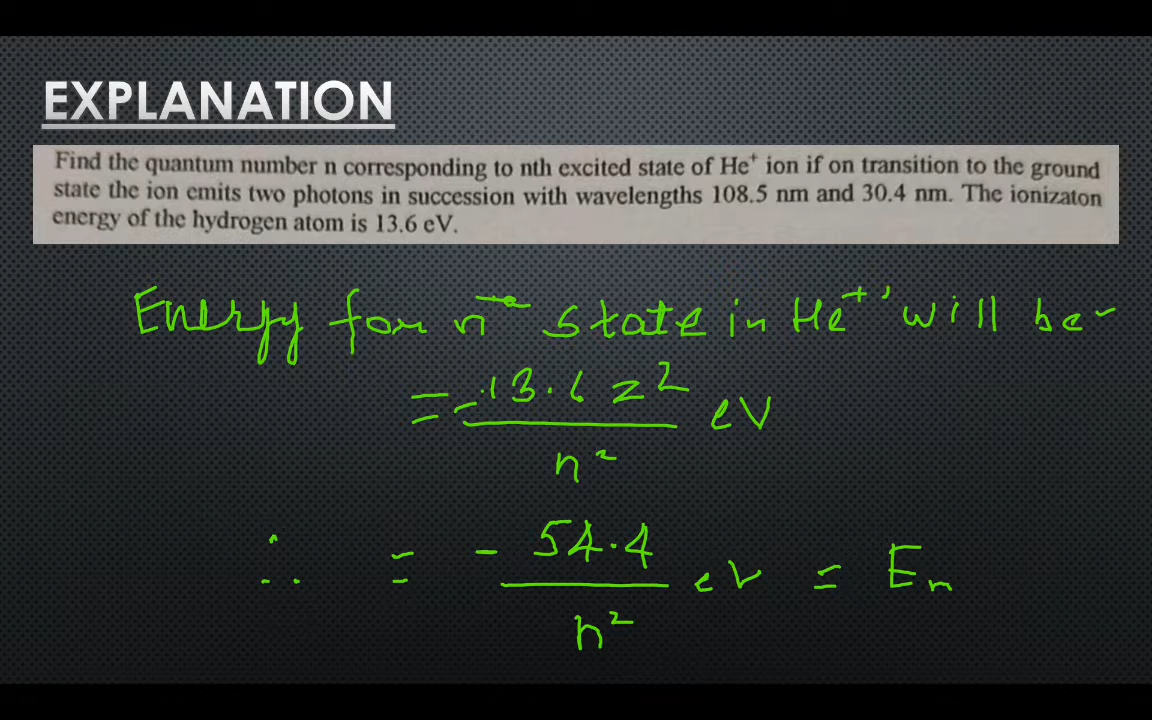 EXPLANATION
Find the quantum number n corresponding to nth excited state of He⁺ ion if on transition to the ground
state the ion emits two photons in succession with wavelengths 108.5 nm and 30.4 nm. The ionizaton
energy of the hydrogen atom is 13.6 eV.
Energy for n state in He⁺ will be
= -13.6 z² / n² eV
∴ = - 54.4 / n² eV = Eₙ